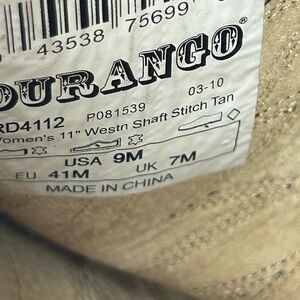 43538 75699
DURANGO®
RD4112 P081539 03-10
Women's 11" Westn Shaft Stitch Tan
USA 9M
EU 41M UK 7M
MADE IN CHINA